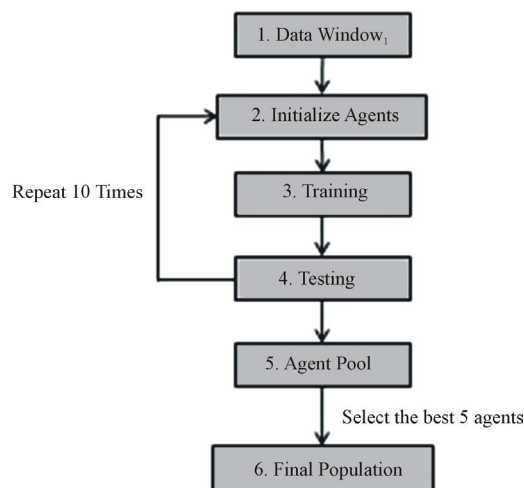 1. Data Window₁
2. Initialize Agents
Repeat 10 Times
3. Training
4. Testing
5. Agent Pool
Select the best 5 agents
6. Final Population